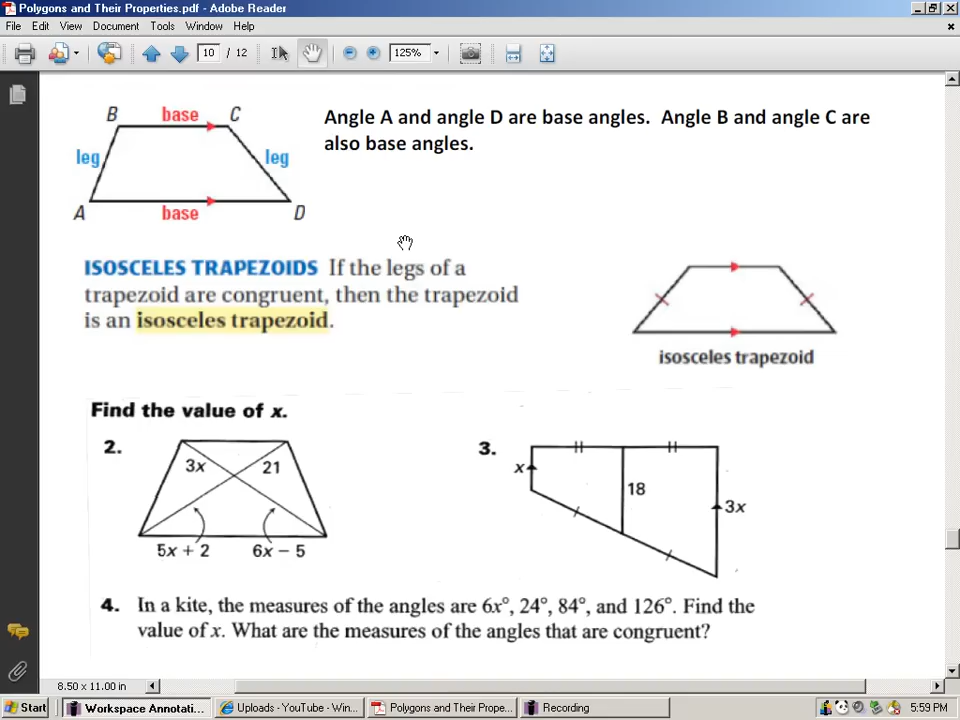 Polygons and Their Properties.pdf - Adobe Reader
File Edit View Document Tools Window Help
10 / 12 125%
B base C
leg leg
A base D
Angle A and angle D are base angles. Angle B and angle C are
also base angles.
ISOSCELES TRAPEZOIDS If the legs of a
trapezoid are congruent, then the trapezoid
is an isosceles trapezoid.
isosceles trapezoid
Find the value of x.
2.
3x 21
5x + 2 6x − 5
3.
x
18
3x
4. In a kite, the measures of the angles are 6x°, 24°, 84°, and 126°. Find the
value of x. What are the measures of the angles that are congruent?
8.50 x 11.00 in
Start Workspace Annotati... Uploads - YouTube - Win... Polygons and Their Prope... Recording 5:59 PM